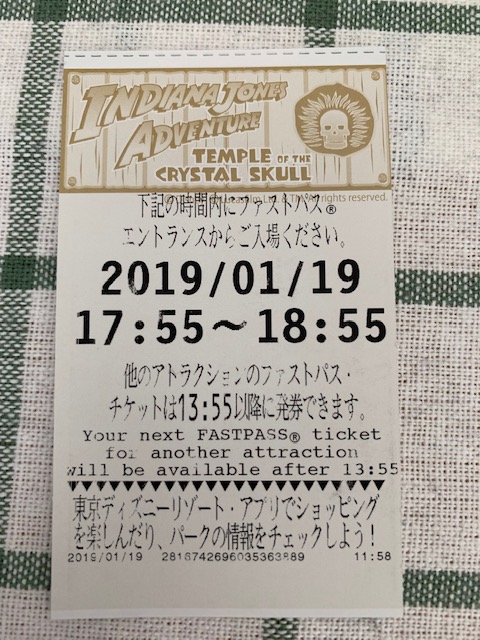 INDIANA JONES
ADVENTURE
TEMPLE OF THE
CRYSTAL SKULL
Lucasfilm Ltd. & TM All rights reserved.
下記の時間内にファストパス®
エントランスからご入場ください。
2019/01/19
17:55〜18:55
他のアトラクションのファストパス・
チケットは13:55以降に発券できます。
Your next FASTPASS® ticket
for another attraction
will be available after 13:55
東京ディズニーリゾート・アプリでショッピング
を楽しんだり、パークの情報をチェックしよう!
2019/01/19 2816742696035363889 11:58